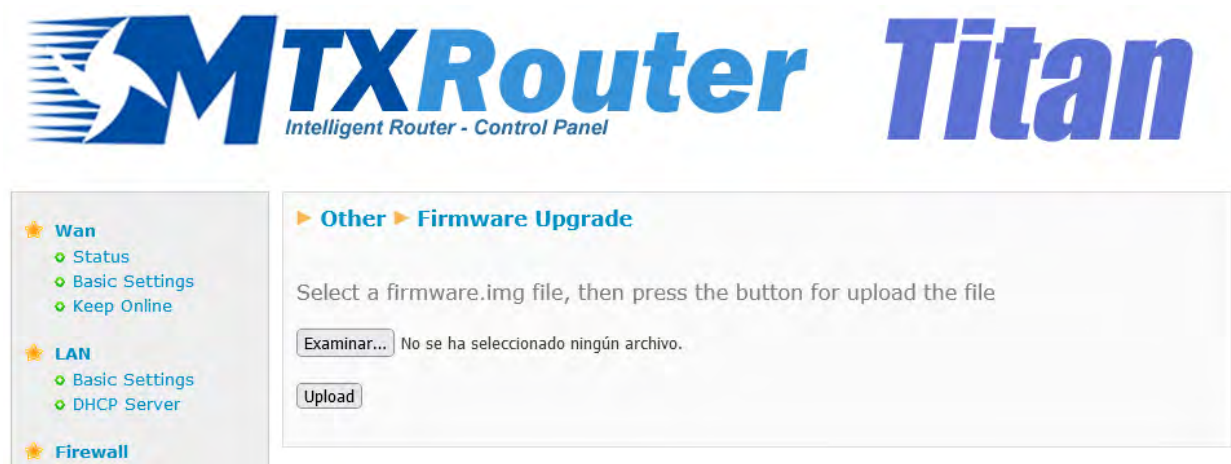 MTXRouter Titan
Intelligent Router - Control Panel
Wan
Status
Basic Settings
Keep Online
LAN
Basic Settings
DHCP Server
Firewall
Other Firmware Upgrade
Select a firmware.img file, then press the button for upload the file
Examinar... No se ha seleccionado ningún archivo.
Upload